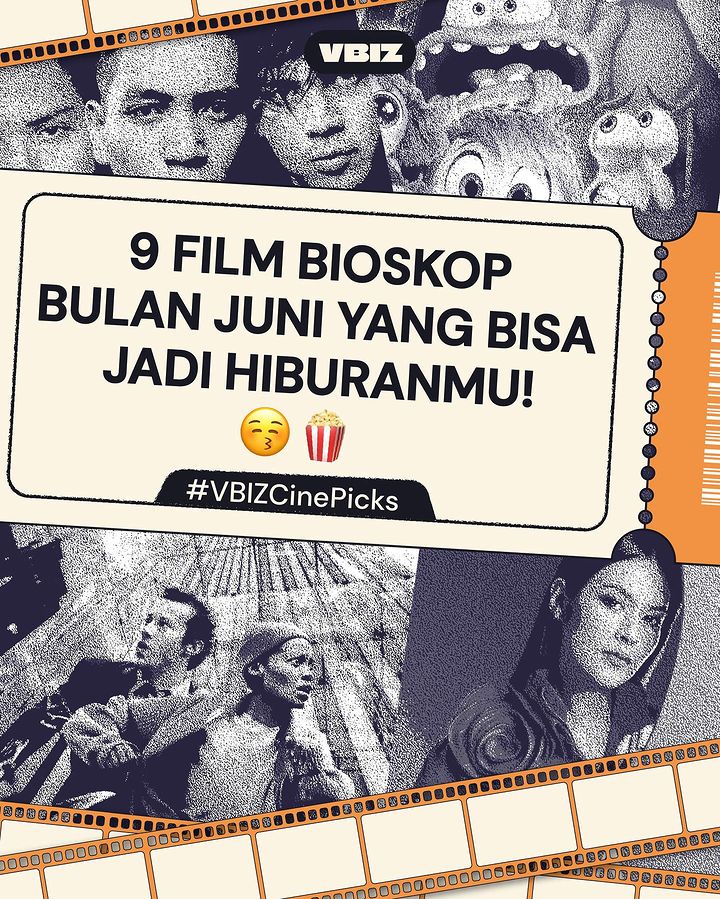 VBIZ
9 FILM BIOSKOP
BULAN JUNI YANG BISA
JADI HIBURANMU!
😚🍿
#VBIZCinePicks